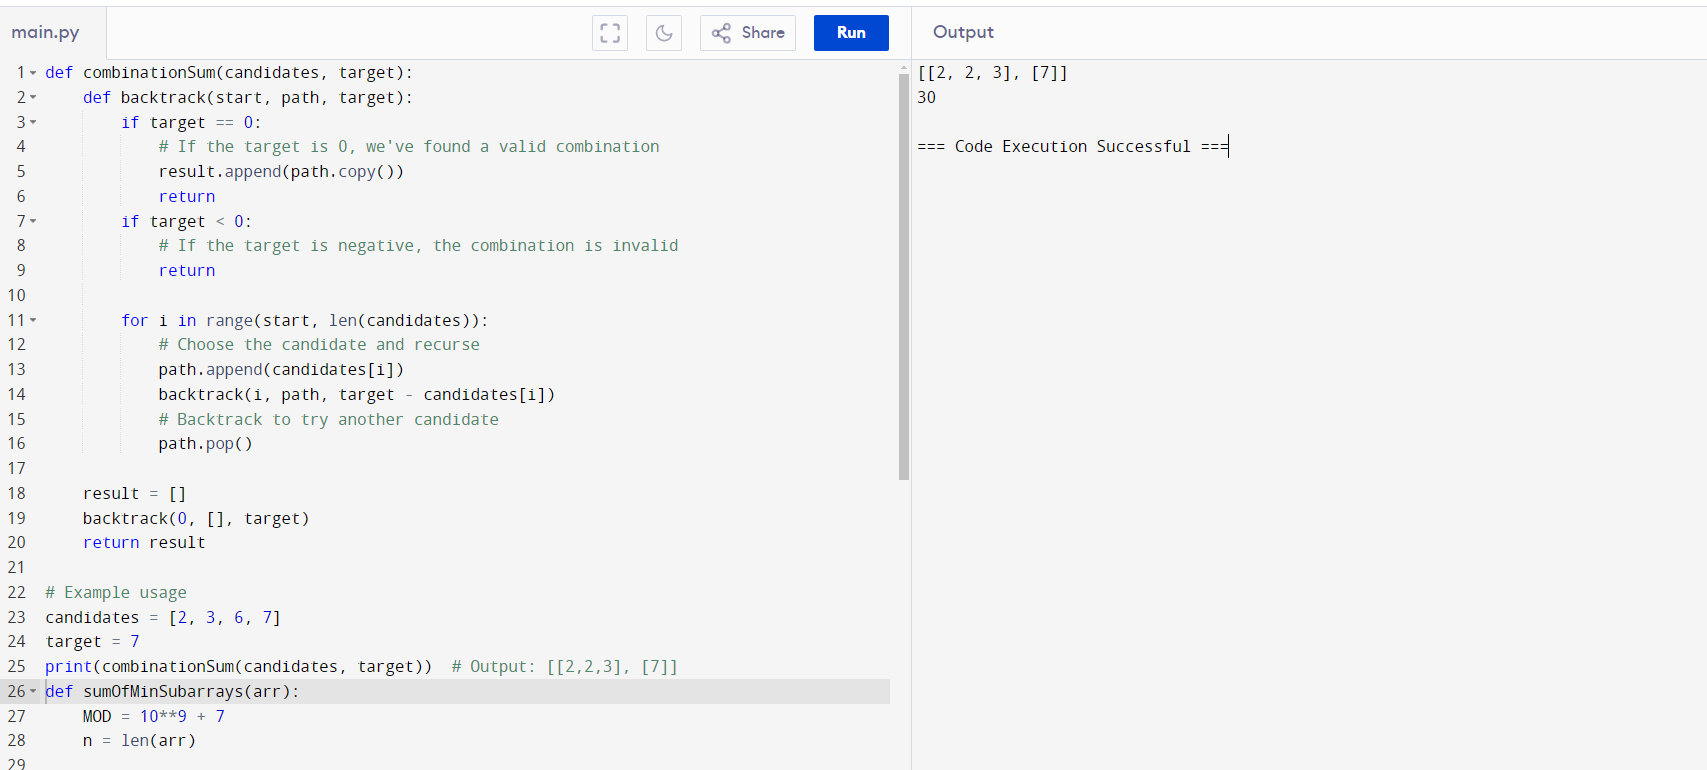 main.py
Share
Run
Output
1 def combinationSum(candidates, target):
2     def backtrack(start, path, target):
3         if target == 0:
4             # If the target is 0, we've found a valid combination
5             result.append(path.copy())
6             return
7         if target < 0:
8             # If the target is negative, the combination is invalid
9             return
10
11         for i in range(start, len(candidates)):
12             # Choose the candidate and recurse
13             path.append(candidates[i])
14             backtrack(i, path, target - candidates[i])
15             # Backtrack to try another candidate
16             path.pop()
17
18     result = []
19     backtrack(0, [], target)
20     return result
21
22 # Example usage
23 candidates = [2, 3, 6, 7]
24 target = 7
25 print(combinationSum(candidates, target))  # Output: [[2,2,3], [7]]
26 def sumOfMinSubarrays(arr):
27     MOD = 10**9 + 7
28     n = len(arr)
29
[[2, 2, 3], [7]]
30
=== Code Execution Successful ===